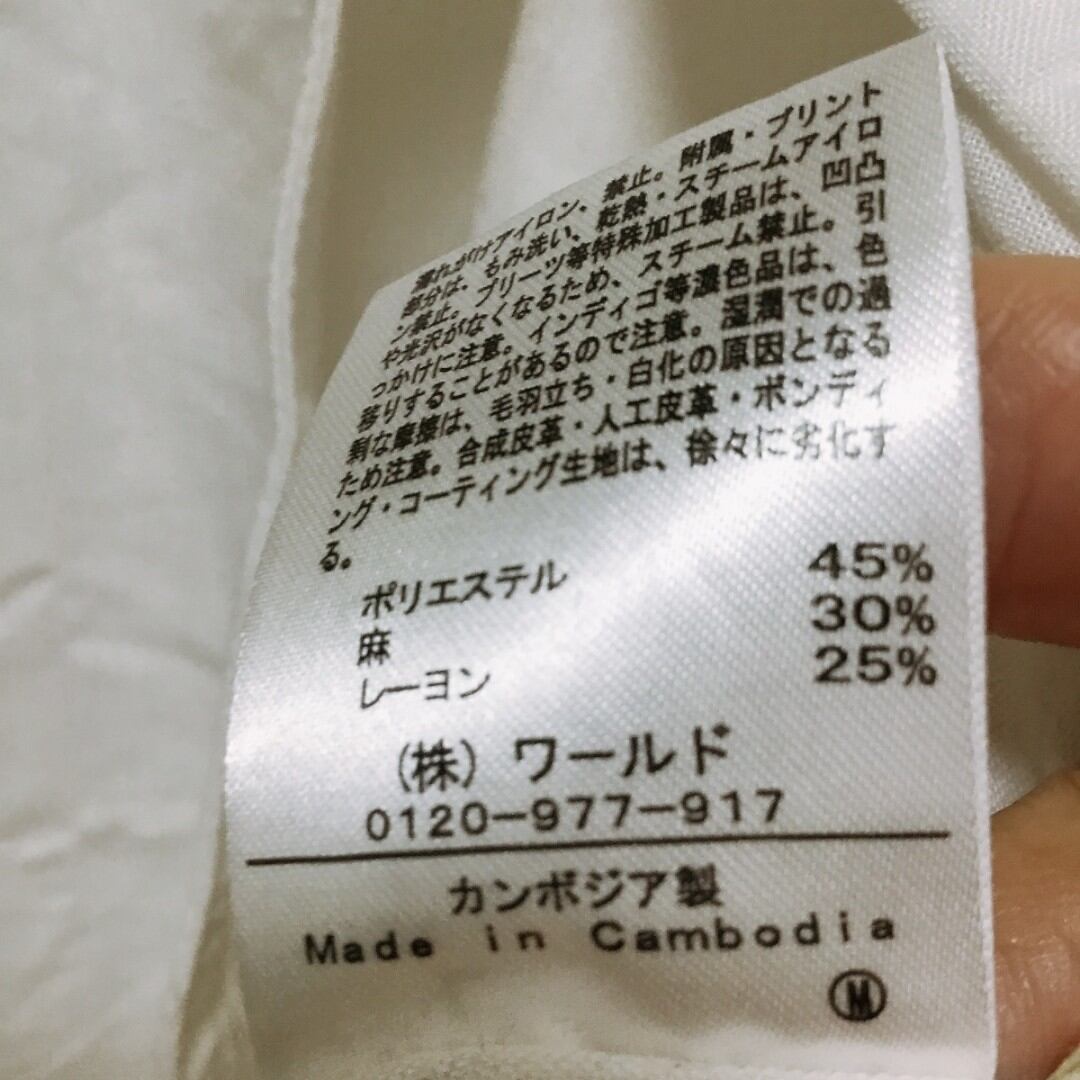 濡れがけアイロン、禁止。附属・プリント
部分は、もみ洗い、乾熱・スチームアイロ
ン禁止。プリーツ等特殊加工製品は、凹凸
や光沢がなくなるため、スチーム禁止。引
っかけに注意。インディゴ等濃色品は、色
移りすることがあるので注意。湿潤での過
剰な摩擦は、毛羽立ち・白化の原因となる
ため注意。合成皮革・人工皮革・ボンディ
ング・コーティング生地は、徐々に劣化す
る。
ポリエステル 45%
麻 30%
レーヨン 25%
(株)ワールド
0120-977-917
カンボジア製
Made in Cambodia
M